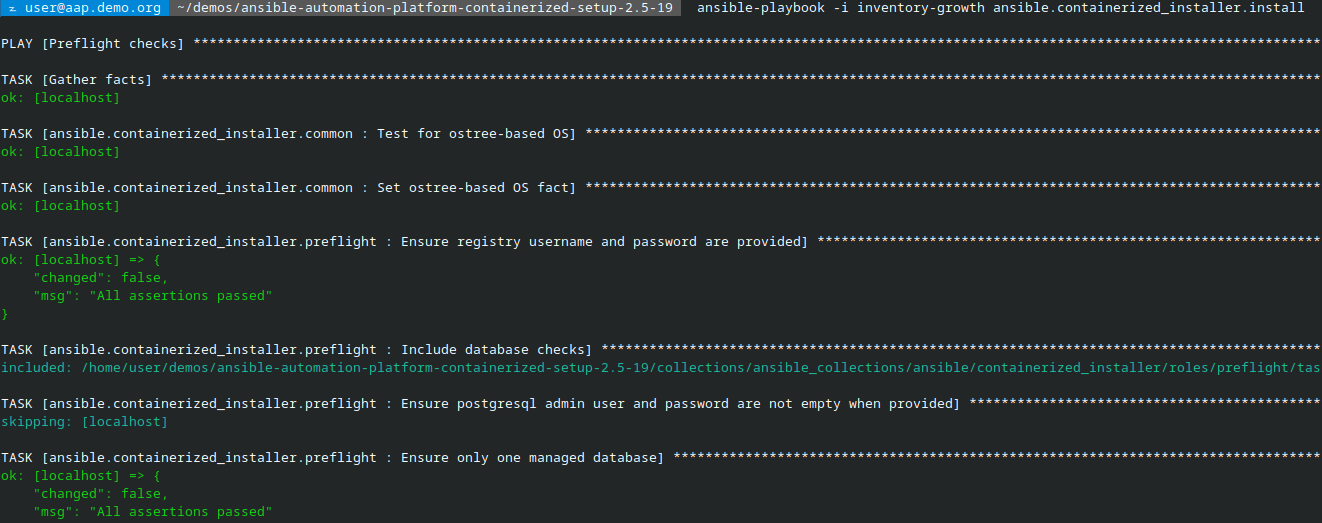 user@aap.demo.org ~/demos/ansible-automation-platform-containerized-setup-2.5-19 ansible-playbook -i inventory-growth ansible.containerized_installer.install
PLAY [Preflight checks] *********************************************************************************************************************************************
TASK [Gather facts] *************************************************************************************************************************************************
ok: [localhost]
TASK [ansible.containerized_installer.common : Test for ostree-based OS] ********************************************************************************************
ok: [localhost]
TASK [ansible.containerized_installer.common : Set ostree-based OS fact] ********************************************************************************************
ok: [localhost]
TASK [ansible.containerized_installer.preflight : Ensure registry username and password are provided] ***************************************************************
ok: [localhost] => {
    "changed": false,
    "msg": "All assertions passed"
}
TASK [ansible.containerized_installer.preflight : Include database checks] ******************************************************************************************
included: /home/user/demos/ansible-automation-platform-containerized-setup-2.5-19/collections/ansible_collections/ansible/containerized_installer/roles/preflight/tas
TASK [ansible.containerized_installer.preflight : Ensure postgresql admin user and password are not empty when provided] ********************************************
skipping: [localhost]
TASK [ansible.containerized_installer.preflight : Ensure only one managed database] *********************************************************************************
ok: [localhost] => {
    "changed": false,
    "msg": "All assertions passed"